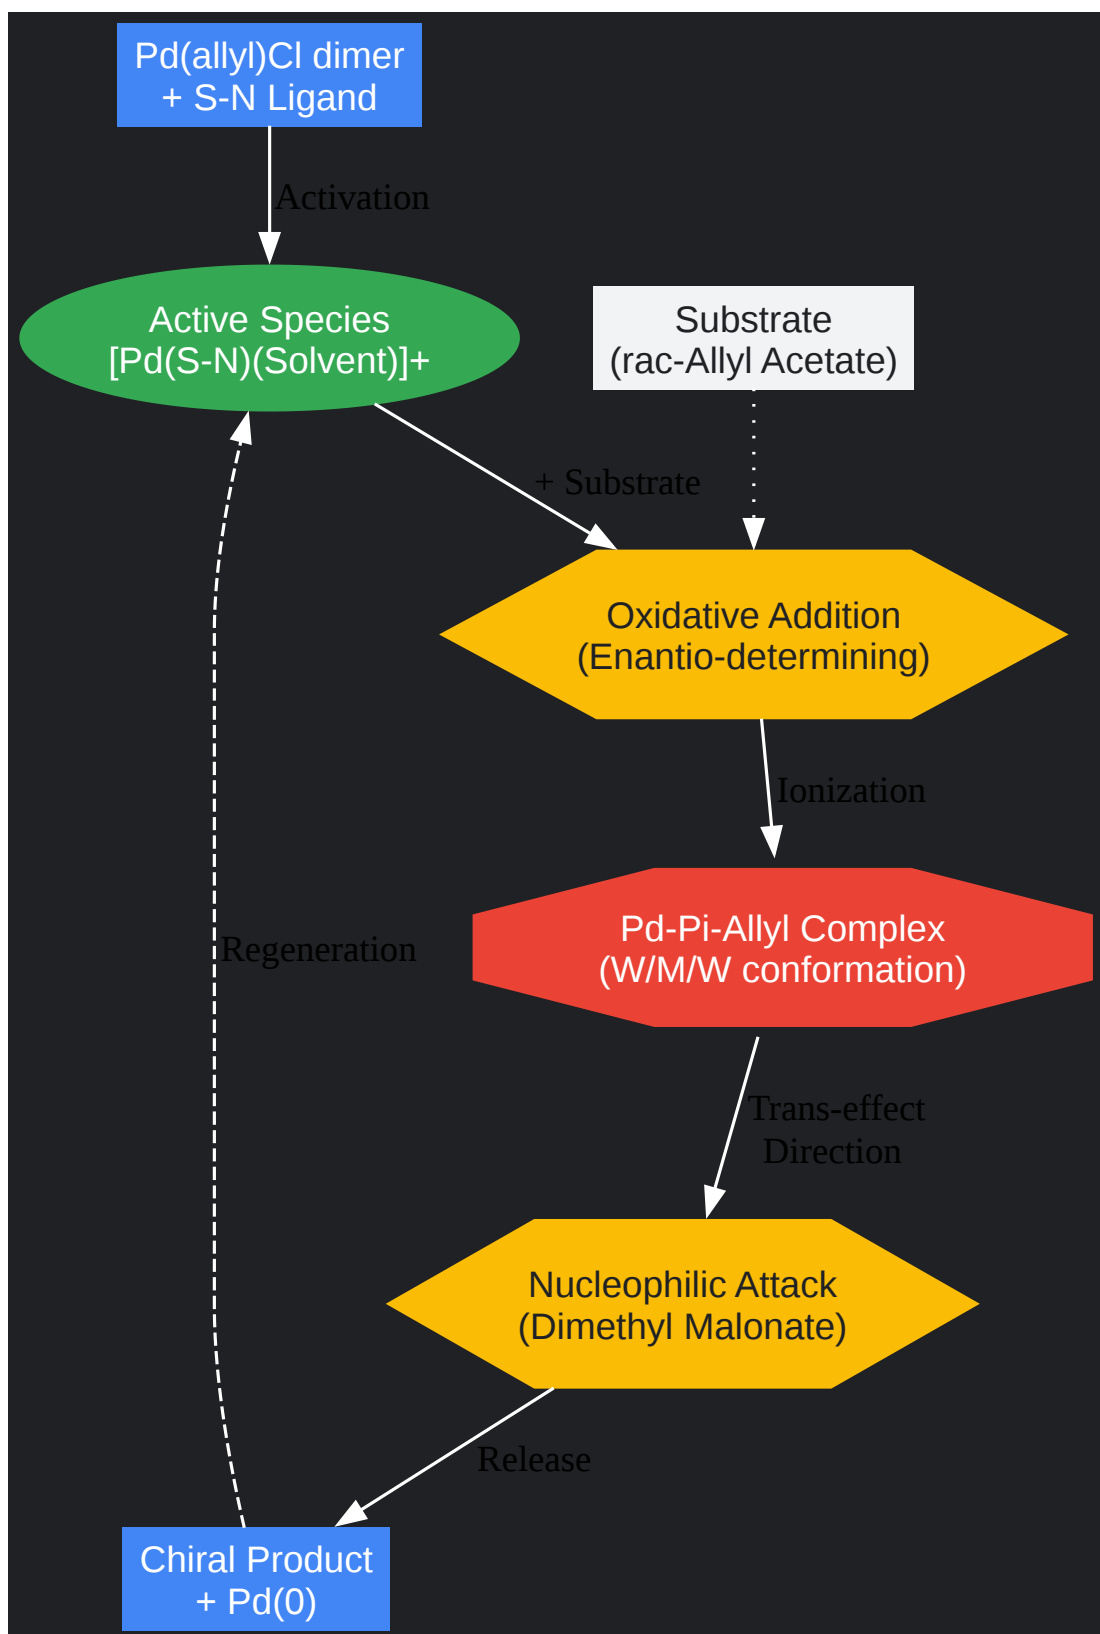 Pd(allyl)Cl dimer
+ S-N Ligand
Activation
Active Species
[Pd(S-N)(Solvent)]+
Substrate
(rac-Allyl Acetate)
+ Substrate
Oxidative Addition
(Enantio-determining)
Ionization
Pd-Pi-Allyl Complex
(W/M/W conformation)
Regeneration
Trans-effect
Direction
Nucleophilic Attack
(Dimethyl Malonate)
Release
Chiral Product
+ Pd(0)